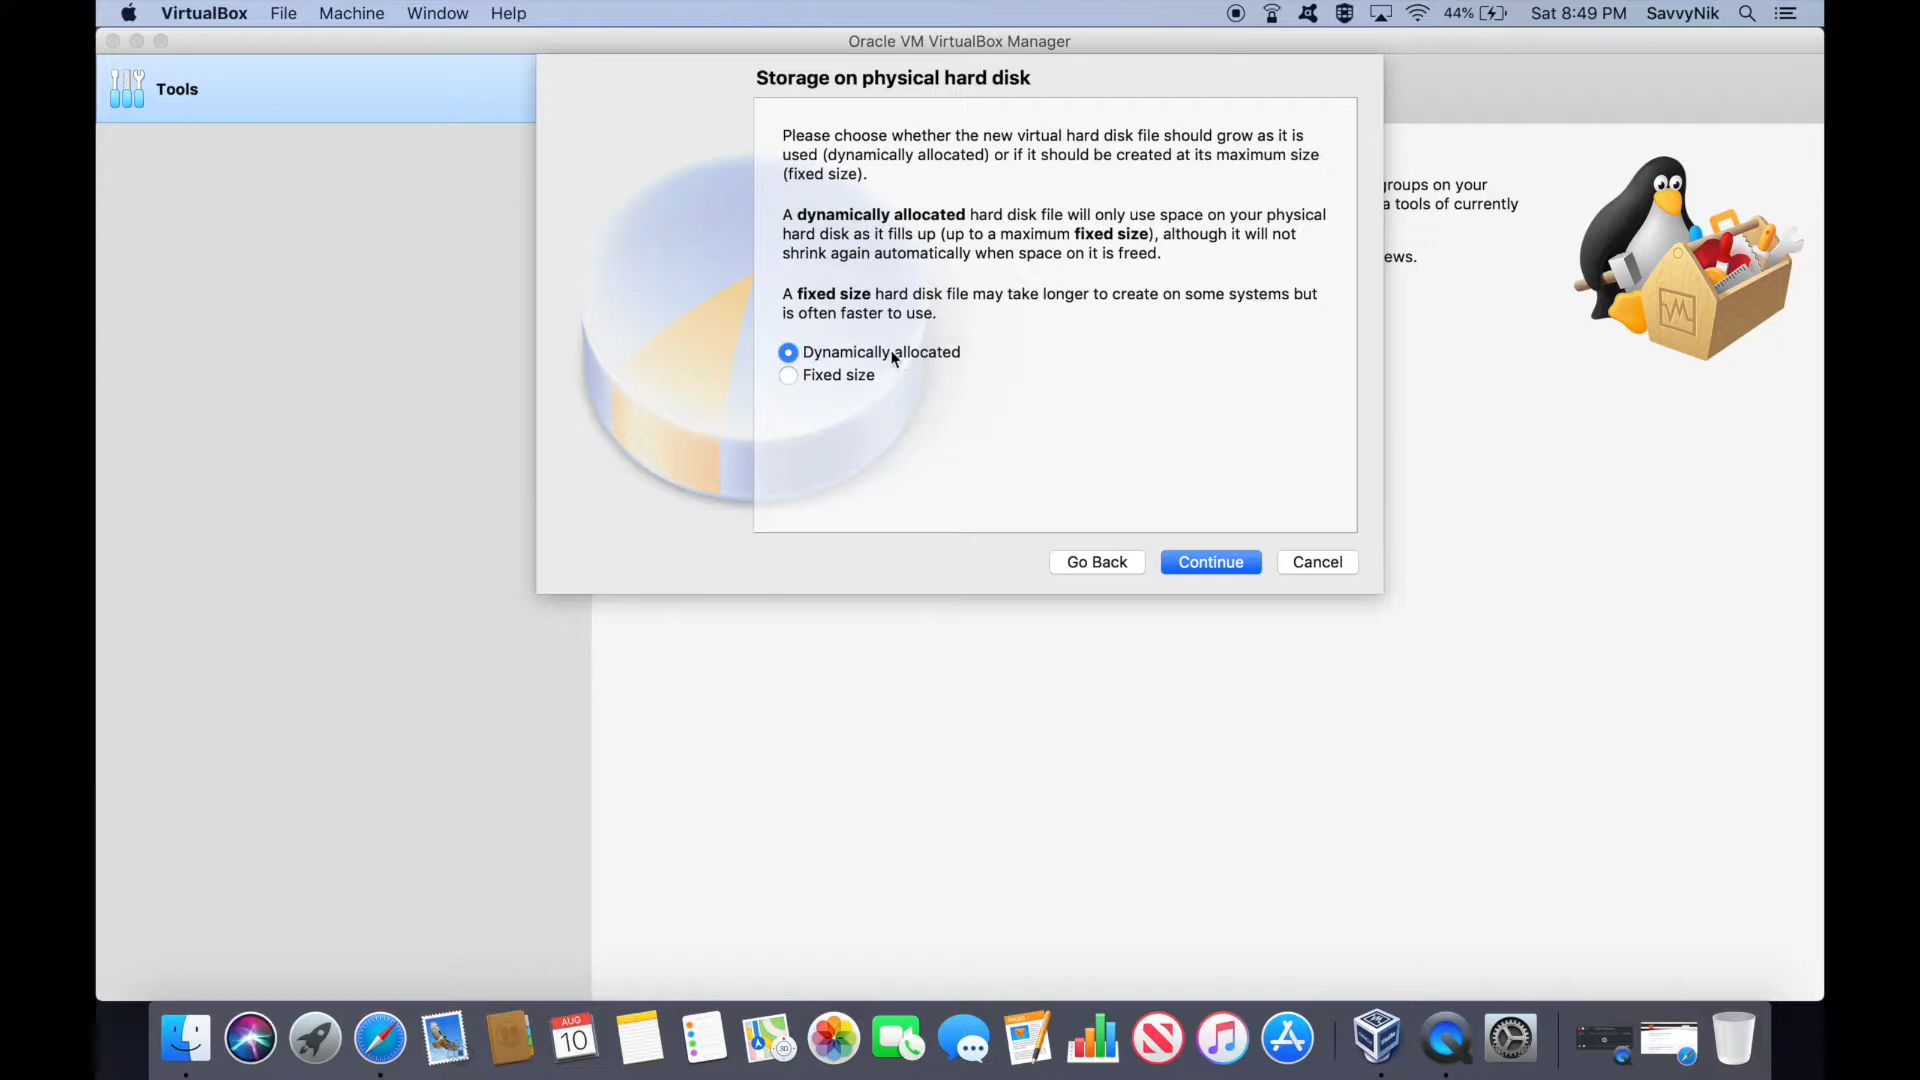 VirtualBox File Machine Window Help 44% Sat 8:49 PM SavvyNik
Oracle VM VirtualBox Manager
Tools
Storage on physical hard disk
Please choose whether the new virtual hard disk file should grow as it is
used (dynamically allocated) or if it should be created at its maximum size
(fixed size).
A dynamically allocated hard disk file will only use space on your physical
hard disk as it fills up (up to a maximum fixed size), although it will not
shrink again automatically when space on it is freed.
A fixed size hard disk file may take longer to create on some systems but
is often faster to use.
Dynamically allocated
Fixed size
Go Back Continue Cancel
groups on your
a tools of currently
ews.
AUG
10
3D